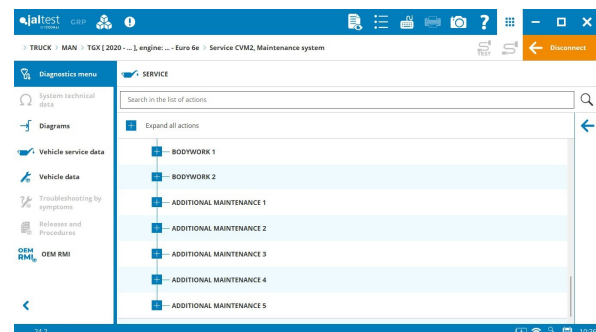 jaltest GRP
BY COJALI
> TRUCK > MAN > TGX [ 2020 - ... ], engine: ... - Euro 6e > Service CVM2, Maintenance system
TEST
Disconnect
Diagnostics menu
System technical data
Diagrams
Vehicle service data
Vehicle data
Troubleshooting by symptoms
Releases and Procedures
OEM RMI OEM RMI
SERVICE
Search in the list of actions
Expand all actions
BODYWORK 1
BODYWORK 2
ADDITIONAL MAINTENANCE 1
ADDITIONAL MAINTENANCE 2
ADDITIONAL MAINTENANCE 3
ADDITIONAL MAINTENANCE 4
ADDITIONAL MAINTENANCE 5